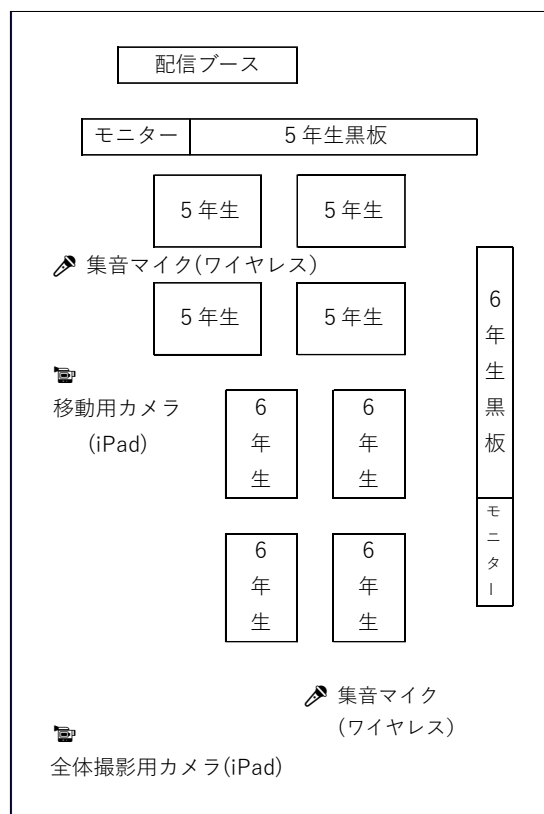 配信ブース
モニター
5年生黒板
5年生
5年生
集音マイク(ワイヤレス)
5年生
5年生
6年生黒板
モニター
移動用カメラ
(iPad)
6年生
6年生
6年生
6年生
集音マイク
(ワイヤレス)
全体撮影用カメラ(iPad)